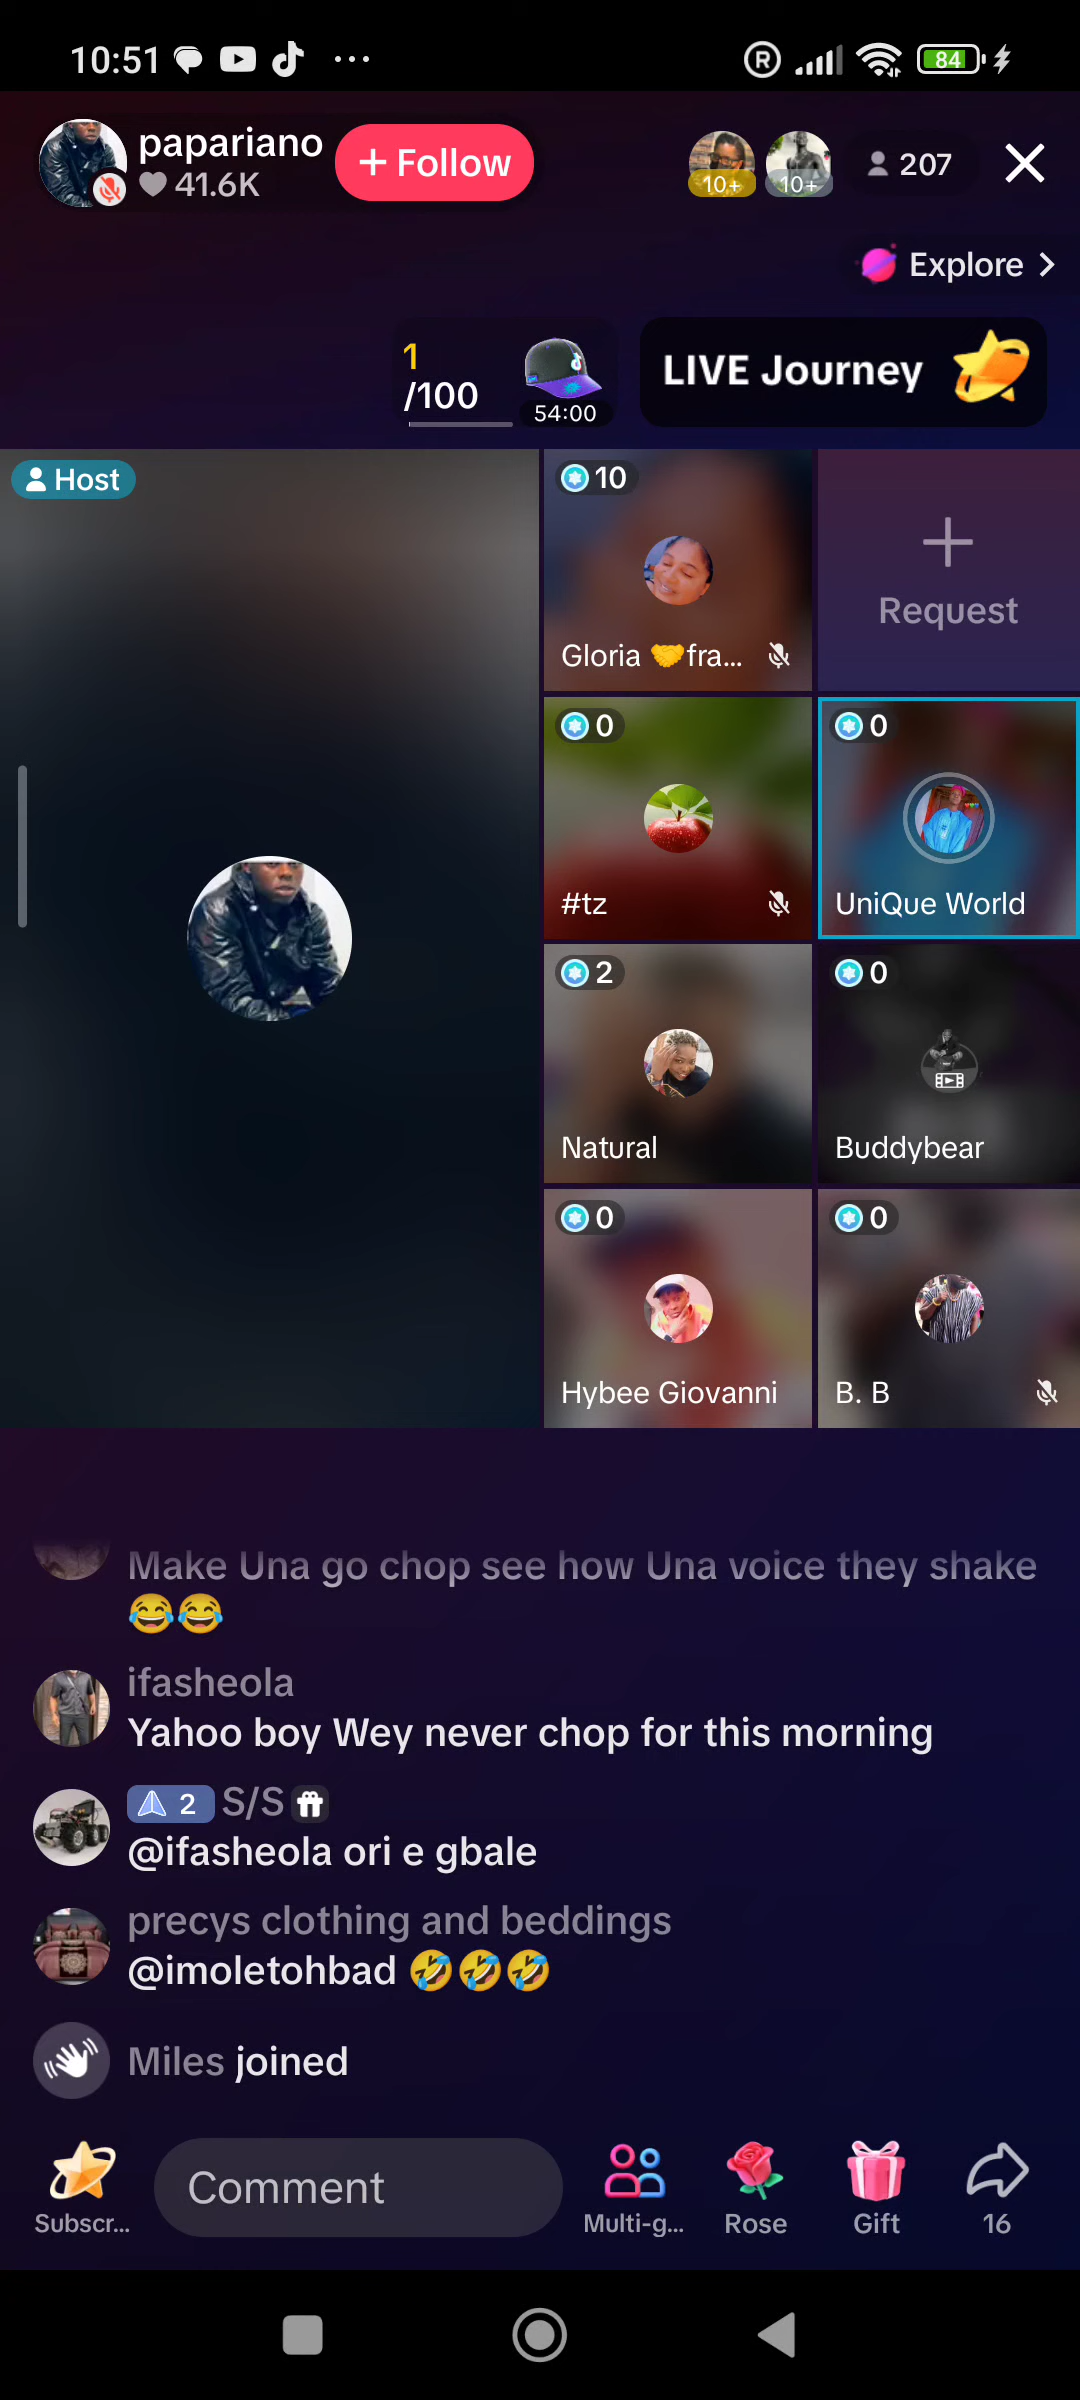 10:51
84
papariano
41.6K
+ Follow
10+
10+
207
Explore
1
/100
54:00
LIVE Journey
Host
10
Gloria 🤝fra...
Request
0
#tz
0
UniQue World
2
Natural
0
Buddybear
0
Hybee Giovanni
0
B. B
Make Una go chop see how Una voice they shake
😂😂
ifasheola
Yahoo boy Wey never chop for this morning
2 S/S
@ifasheola ori e gbale
precys clothing and beddings
@imoletohbad 🤣🤣🤣
Miles joined
Subscr...
Comment
Multi-g...
Rose
Gift
16